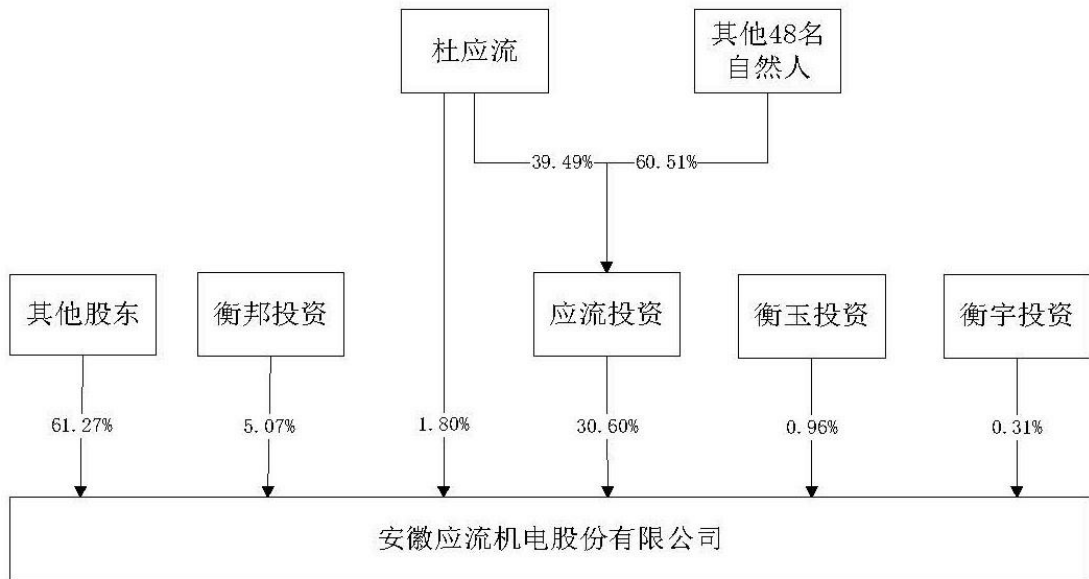 杜应流
其他48名
自然人
39.49%
60.51%
其他股东
衡邦投资
应流投资
衡玉投资
衡宇投资
61.27%
5.07%
1.80%
30.60%
0.96%
0.31%
安徽应流机电股份有限公司